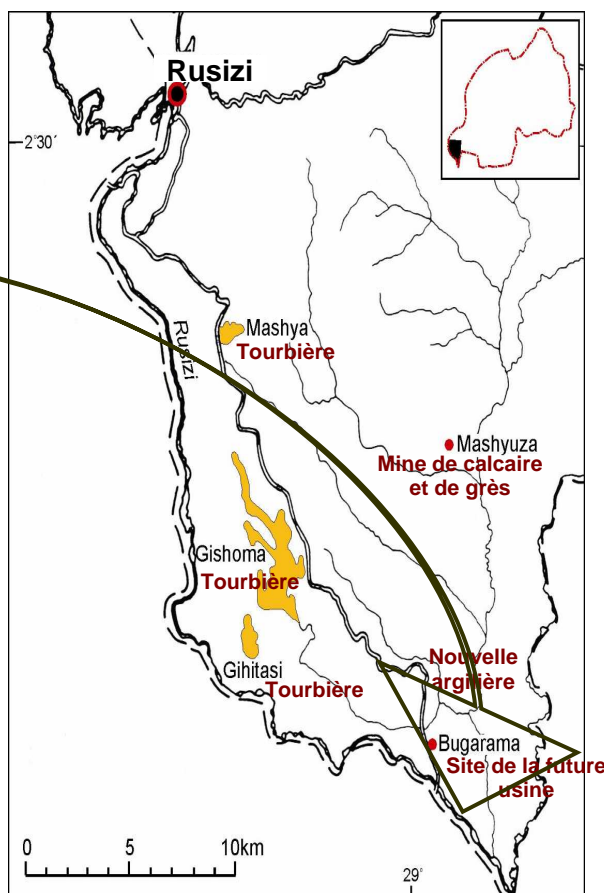 Rusizi
2°30´
Rusizi
Mashya
Tourbière
Mashyuza
Mine de calcaire
et de grès
Gishoma
Tourbière
Nouvelle
argilière
Gihitasi
Tourbière
Bugarama
Site de la future
usine
0 5 10km
29°